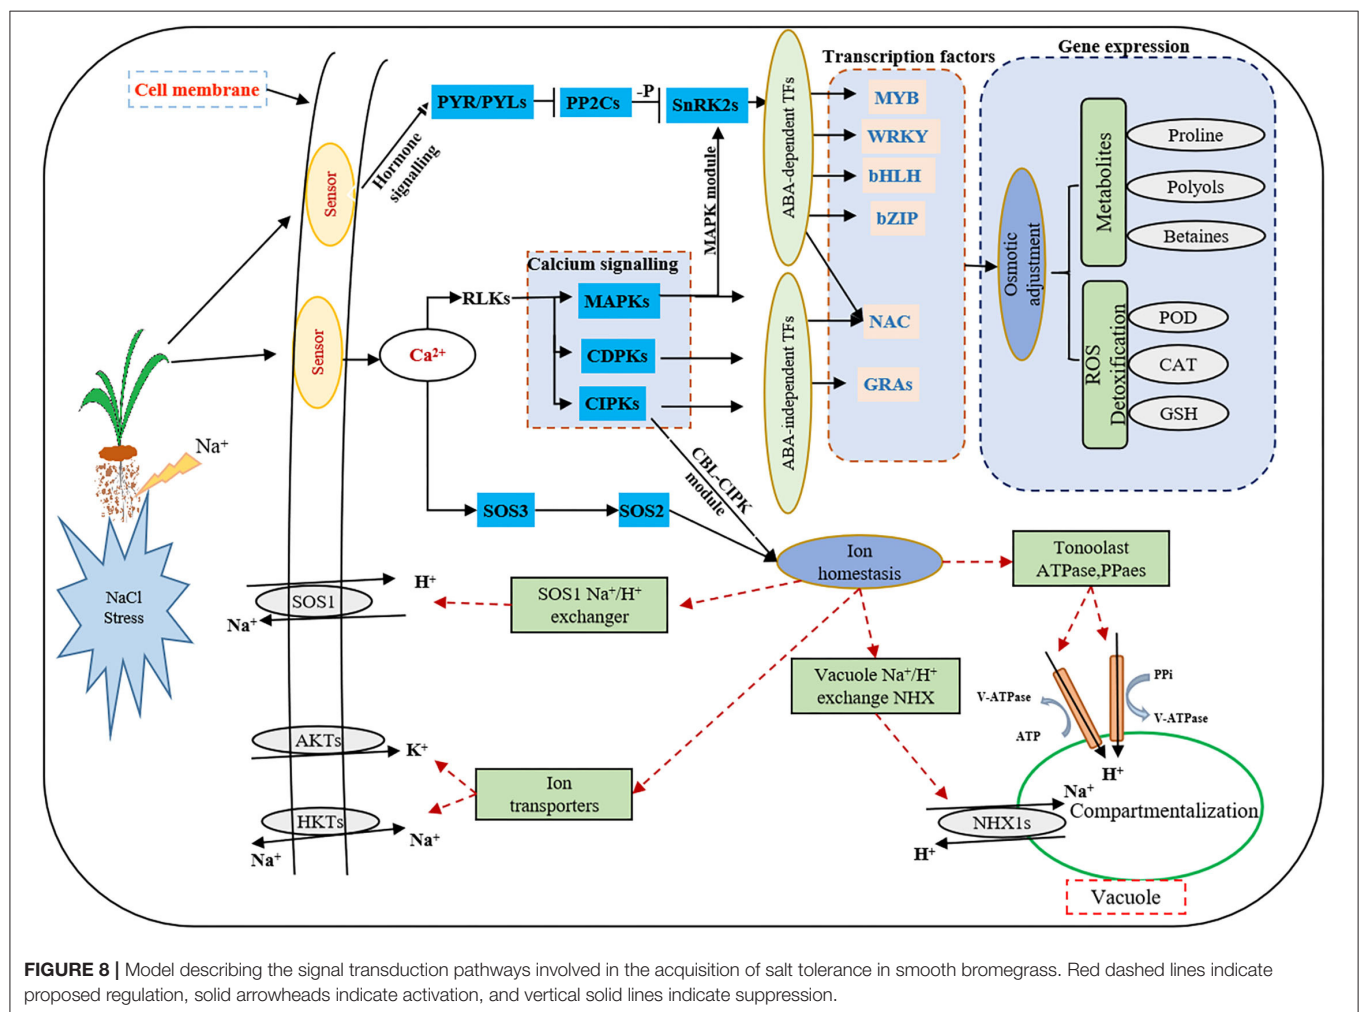 Gene expression
Transcription factors
Cell membrane
PYR/PYLs
PP2Cs
-P
SnRK2s
MYB
WRKY
bHLH
bZIP
NAC
GRAs
ABA-dependent TFs
ABA-independent TFs
Sensor
Sensor
Hormone
signalling
MAPK module
Calcium signalling
RLKs
MAPKs
CDPKs
CIPKs
Ca²⁺
CBL-CIPK
module
SOS3
SOS2
Osmotic
adjustment
Metabolites
Proline
Polyols
Betaines
ROS
Detoxification
POD
CAT
GSH
Na⁺
NaCl
Stress
Ion
homestasis
Tonoolast
ATPase,PPaes
SOS1 Na⁺/H⁺
exchanger
H⁺
SOS1
Na⁺
Vacuole Na⁺/H⁺
exchange NHX
V-ATPase
ATP
PPi
V-ATPase
H⁺
AKTs
K⁺
Ion
transporters
HKTs
Na⁺
Na⁺
Na⁺
Compartmentalization
NHX1s
H⁺
Vacuole
FIGURE 8 | Model describing the signal transduction pathways involved in the acquisition of salt tolerance in smooth bromegrass. Red dashed lines indicate
proposed regulation, solid arrowheads indicate activation, and vertical solid lines indicate suppression.